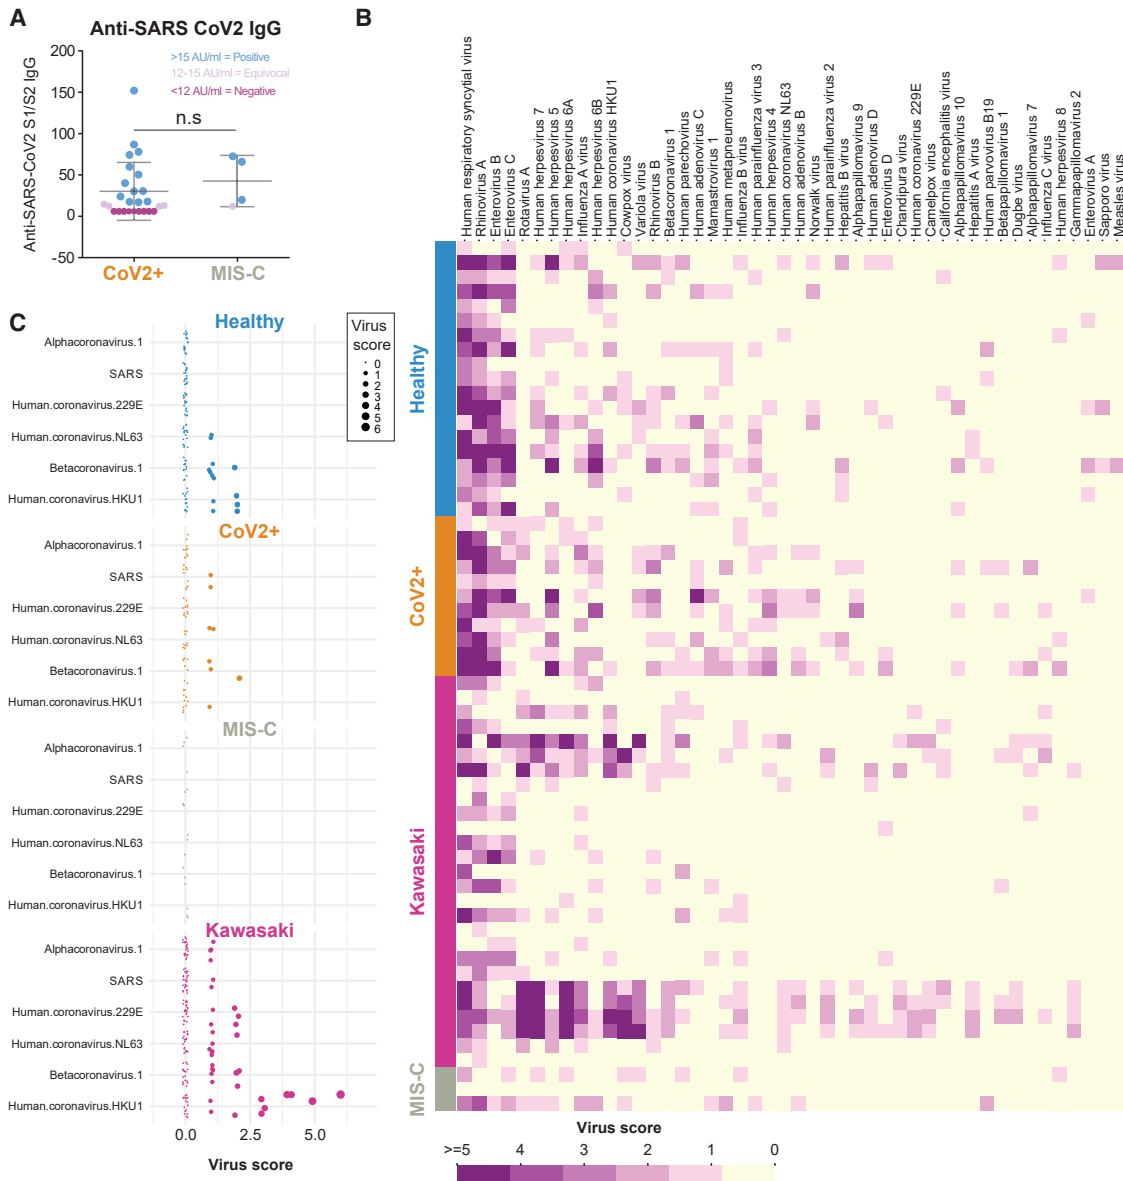 A
Anti-SARS CoV2 IgG
>15 AU/ml = Positive
12-15 AU/ml = Equivocal
<12 AU/ml = Negative
n.s
Anti-SARS-CoV2 S1/S2 IgG
200
150
100
50
0
-50
CoV2+
MIS-C
B
Human respiratory syncytial virus
Rhinovirus A
Enterovirus B
Enterovirus C
Rotavirus A
Human herpesvirus 7
Human herpesvirus 5
Human herpesvirus 6A
Influenza A virus
Human herpesvirus 6B
Human coronavirus HKU1
Cowpox virus
Variola virus
Rhinovirus B
Betacoronavirus 1
Human parechovirus
Human adenovirus C
Mamastrovirus 1
Human metapneumovirus
Influenza B virus
Human parainfluenza virus 3
Human herpesvirus 4
Human coronavirus NL63
Human adenovirus B
Norwalk virus
Human parainfluenza virus 2
Hepatitis B virus
Alphapapillomavirus 9
Human adenovirus D
Enterovirus D
Chandipura virus
Human coronavirus 229E
Camelpox virus
California encephalitis virus
Alphapapillomavirus 10
Hepatitis A virus
Human parvovirus B19
Betapapillomavirus 1
Dugbe virus
Alphapapillomavirus 7
Influenza C virus
Human herpesvirus 8
Gammapapillomavirus 2
Enterovirus A
Sapporo virus
Measles virus
Healthy
CoV2+
Kawasaki
MIS-C
Virus score
>=5
4
3
2
1
0
C
Healthy
Alphacoronavirus.1
SARS
Human.coronavirus.229E
Human.coronavirus.NL63
Betacoronavirus.1
Human.coronavirus.HKU1
Virus
score
0
1
2
3
4
5
6
CoV2+
Alphacoronavirus.1
SARS
Human.coronavirus.229E
Human.coronavirus.NL63
Betacoronavirus.1
Human.coronavirus.HKU1
MIS-C
Alphacoronavirus.1
SARS
Human.coronavirus.229E
Human.coronavirus.NL63
Betacoronavirus.1
Human.coronavirus.HKU1
Kawasaki
Alphacoronavirus.1
SARS
Human.coronavirus.229E
Human.coronavirus.NL63
Betacoronavirus.1
Human.coronavirus.HKU1
0.0
2.5
5.0
Virus score